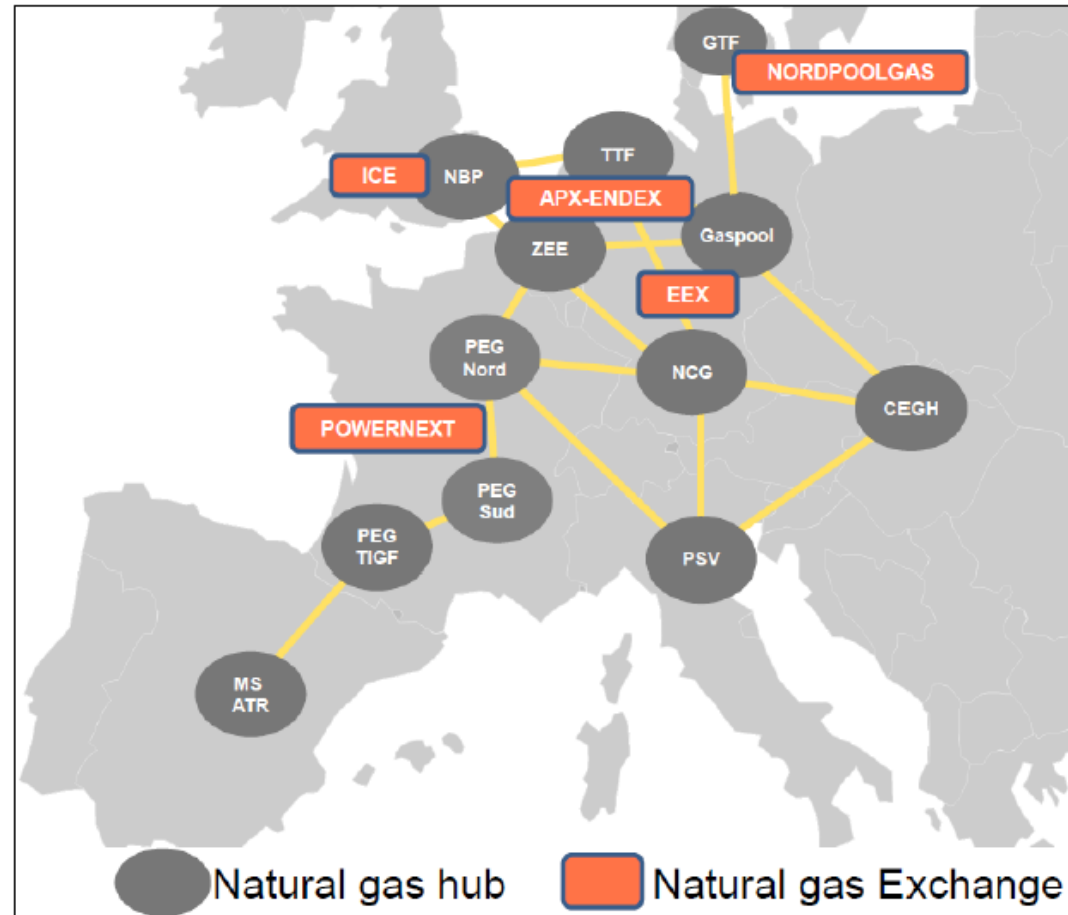 GTF
NORDPOOLGAS
TTF
ICE
NBP
APX-ENDEX
Gaspool
ZEE
EEX
PEG
Nord
NCG
CEGH
POWERNEXT
PEG
Sud
PEG
TIGF
PSV
MS
ATR
Natural gas hub
Natural gas Exchange